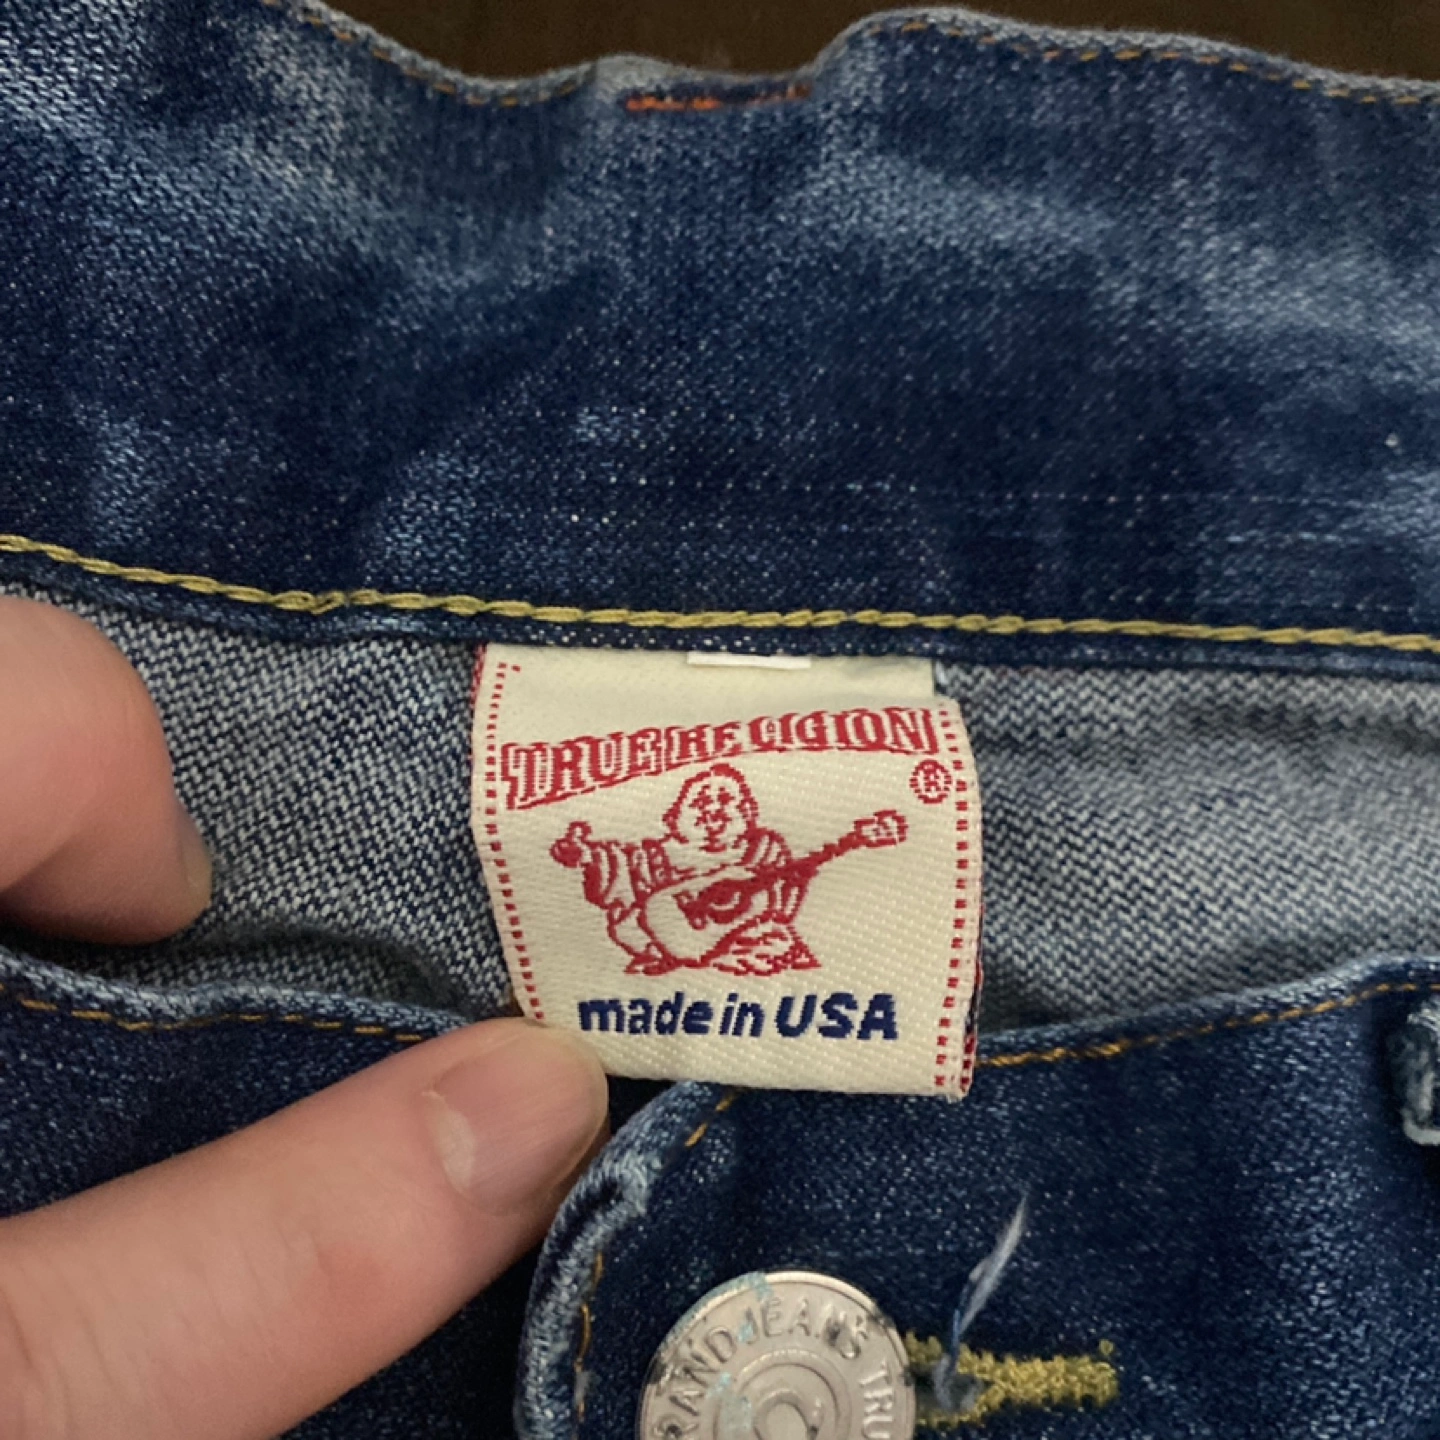 TRUE RELIGION
®
made in USA
BRAND JEANS TRU